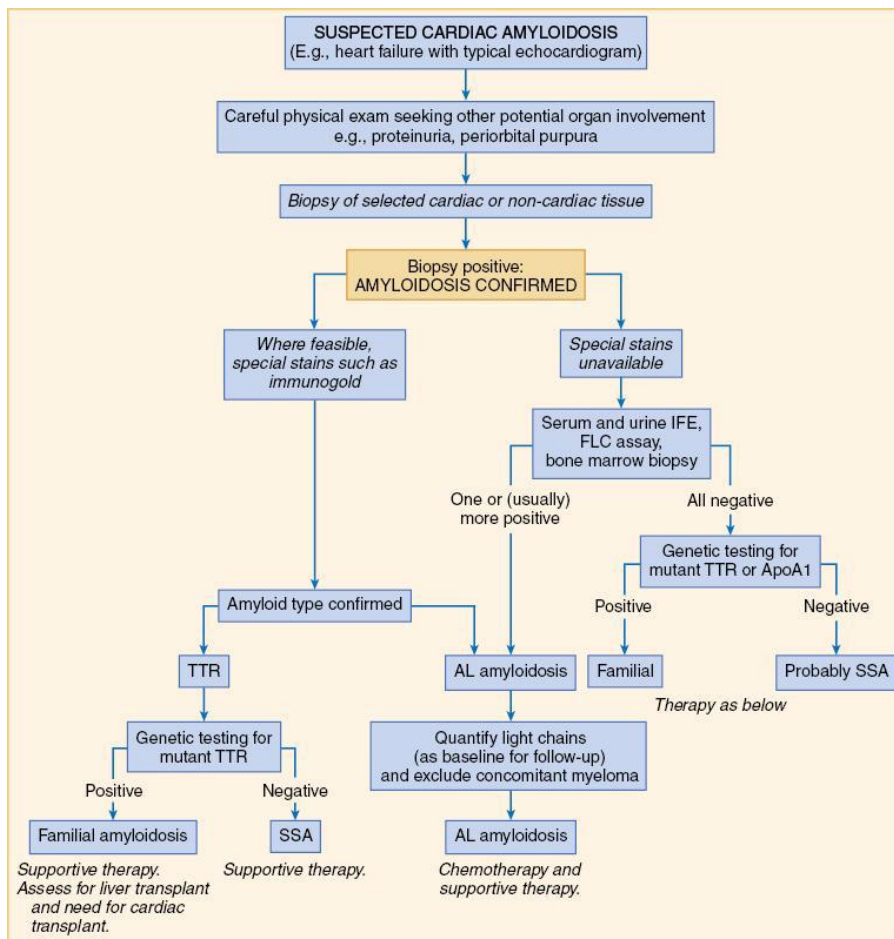 SUSPECTED CARDIAC AMYLOIDOSIS
(E.g., heart failure with typical echocardiogram)
Careful physical exam seeking other potential organ involvement
e.g., proteinuria, periorbital purpura
Biopsy of selected cardiac or non-cardiac tissue
Biopsy positive:
AMYLOIDOSIS CONFIRMED
Where feasible,
special stains such as
immunogold
Special stains
unavailable
Serum and urine IFE,
FLC assay,
bone marrow biopsy
One or (usually)
more positive
All negative
Genetic testing for
mutant TTR or ApoA1
Positive
Negative
Familial
Probably SSA
Therapy as below
Amyloid type confirmed
TTR
AL amyloidosis
Genetic testing for
mutant TTR
Quantify light chains
(as baseline for follow-up)
and exclude concomitant myeloma
Positive
Negative
Familial amyloidosis
SSA
AL amyloidosis
Supportive therapy.
Assess for liver transplant
and need for cardiac
transplant.
Supportive therapy.
Chemotherapy and
supportive therapy.